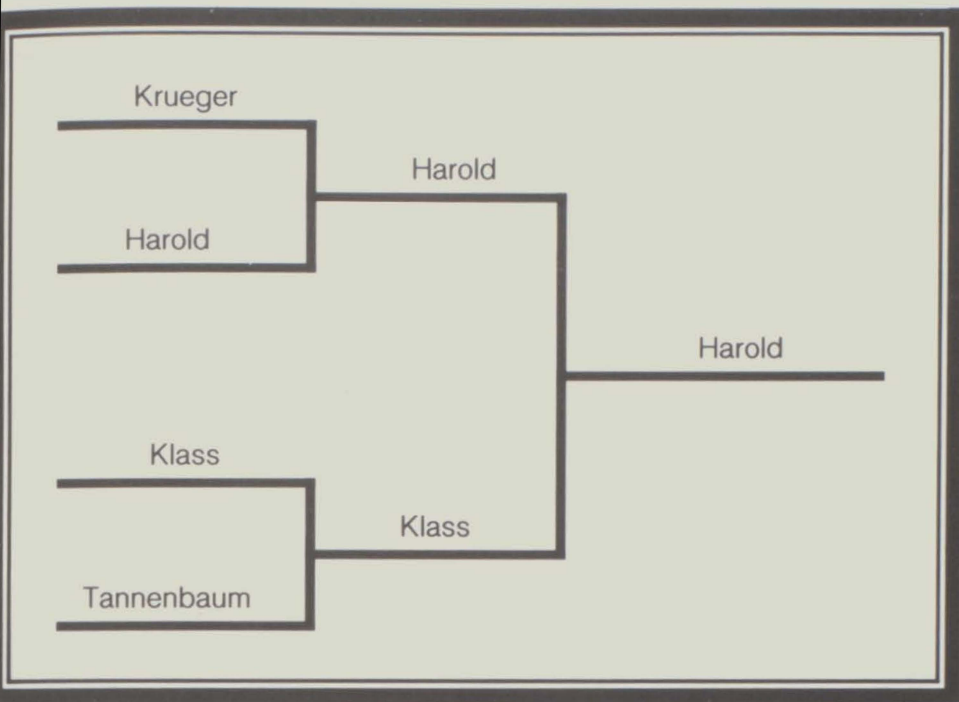 Krueger
Harold
Harold
Harold
Klass
Klass
Tannenbaum